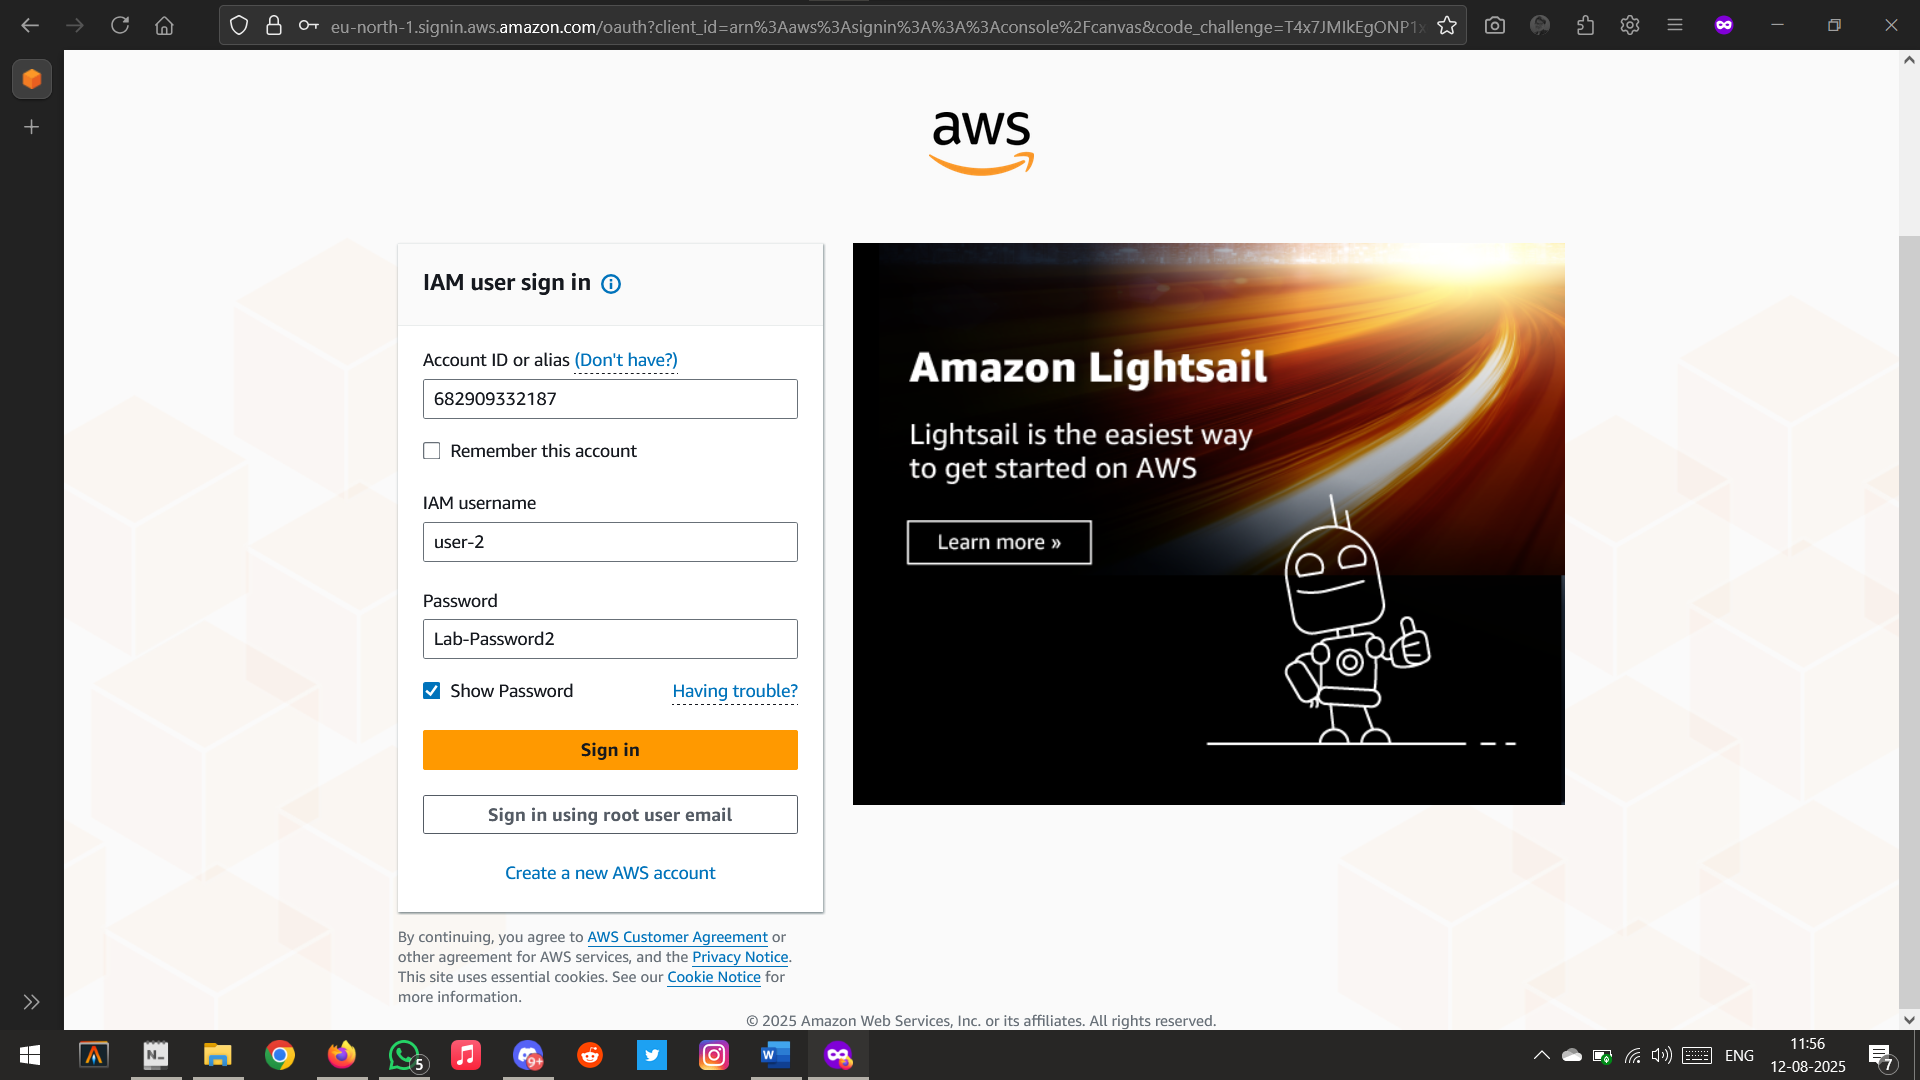 eu-north-1.signin.aws.amazon.com/oauth?client_id=arn%3Aaws%3Asignin%3A%3A%3Aconsole%2Fcanvas&code_challenge=T4x7JMIkEgONP1x
aws
IAM user sign in
Account ID or alias (Don't have?)
682909332187
Remember this account
IAM username
user-2
Password
Lab-Password2
Show Password Having trouble?
Sign in
Sign in using root user email
Create a new AWS account
By continuing, you agree to AWS Customer Agreement or
other agreement for AWS services, and the Privacy Notice.
This site uses essential cookies. See our Cookie Notice for
more information.
Amazon Lightsail
Lightsail is the easiest way
to get started on AWS
Learn more »
© 2025 Amazon Web Services, Inc. or its affiliates. All rights reserved.
N_
5
9+
W
ENG
11:56
12-08-2025
7